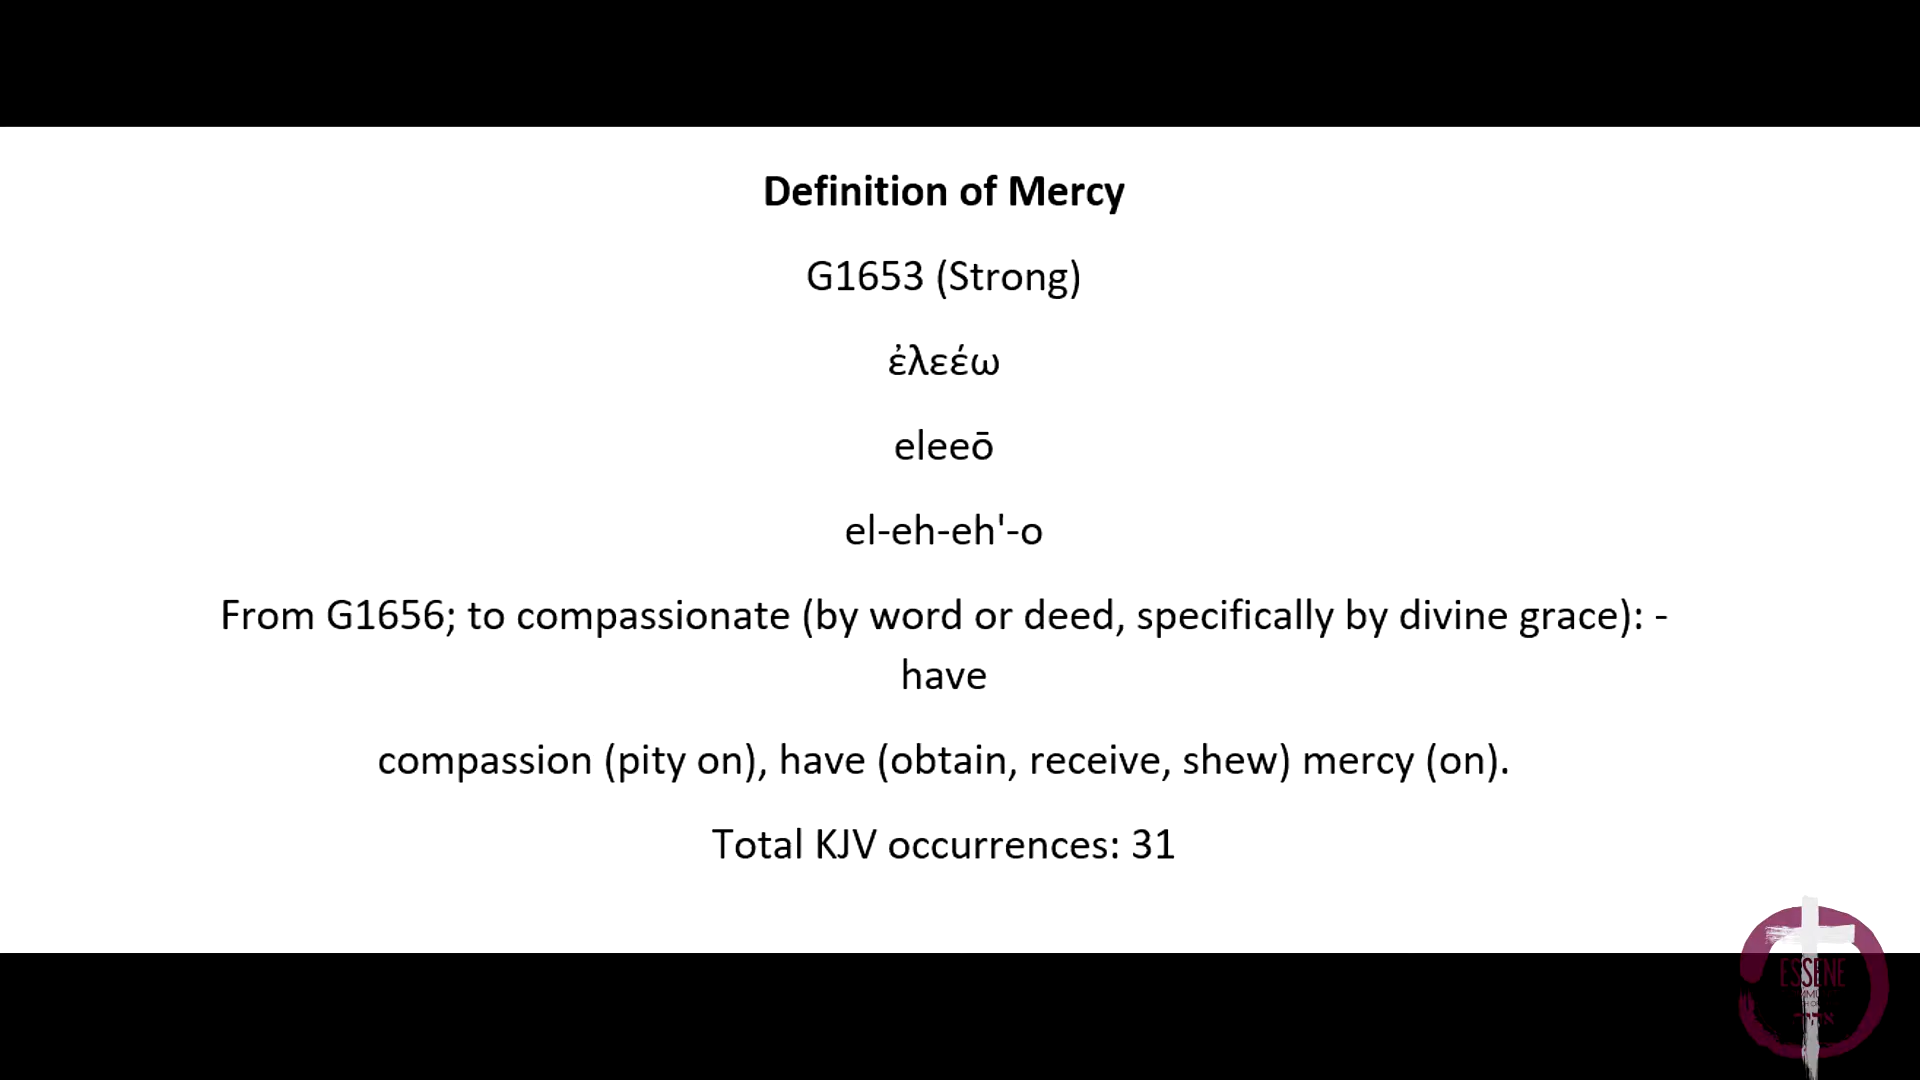 Definition of Mercy
G1653 (Strong)
ἐλεέω
eleeō
el-eh-eh'-o
From G1656; to compassionate (by word or deed, specifically by divine grace): -
have
compassion (pity on), have (obtain, receive, shew) mercy (on).
Total KJV occurrences: 31
ESSENE